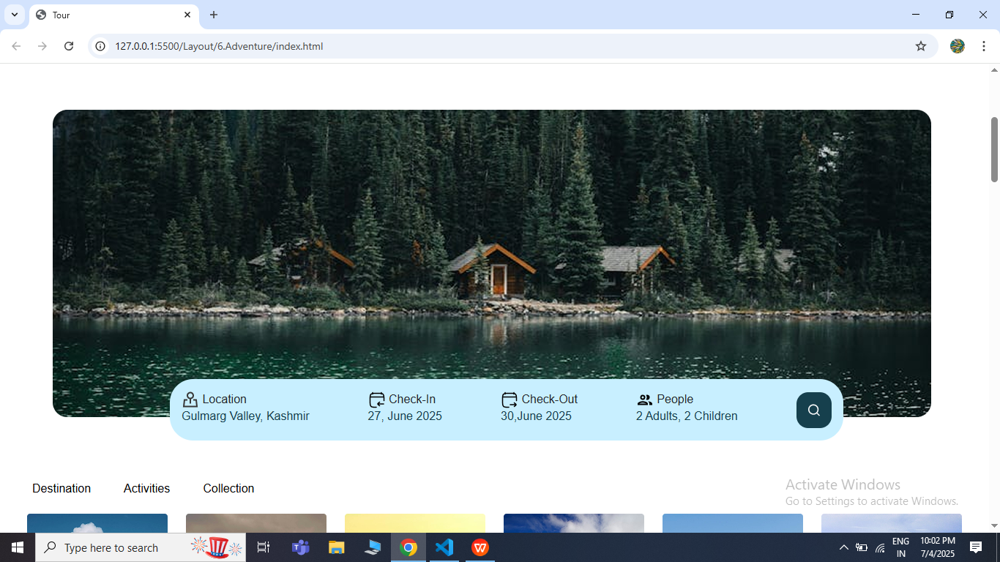 Tour
127.0.0.1:5500/Layout/6.Adventure/index.html
Location
Gulmarg Valley, Kashmir
Check-In
27, June 2025
Check-Out
30,June 2025
People
2 Adults, 2 Children
Destination Activities Collection
Activate Windows
Go to Settings to activate Windows.
Type here to search
ENG
IN
10:02 PM
7/4/2025